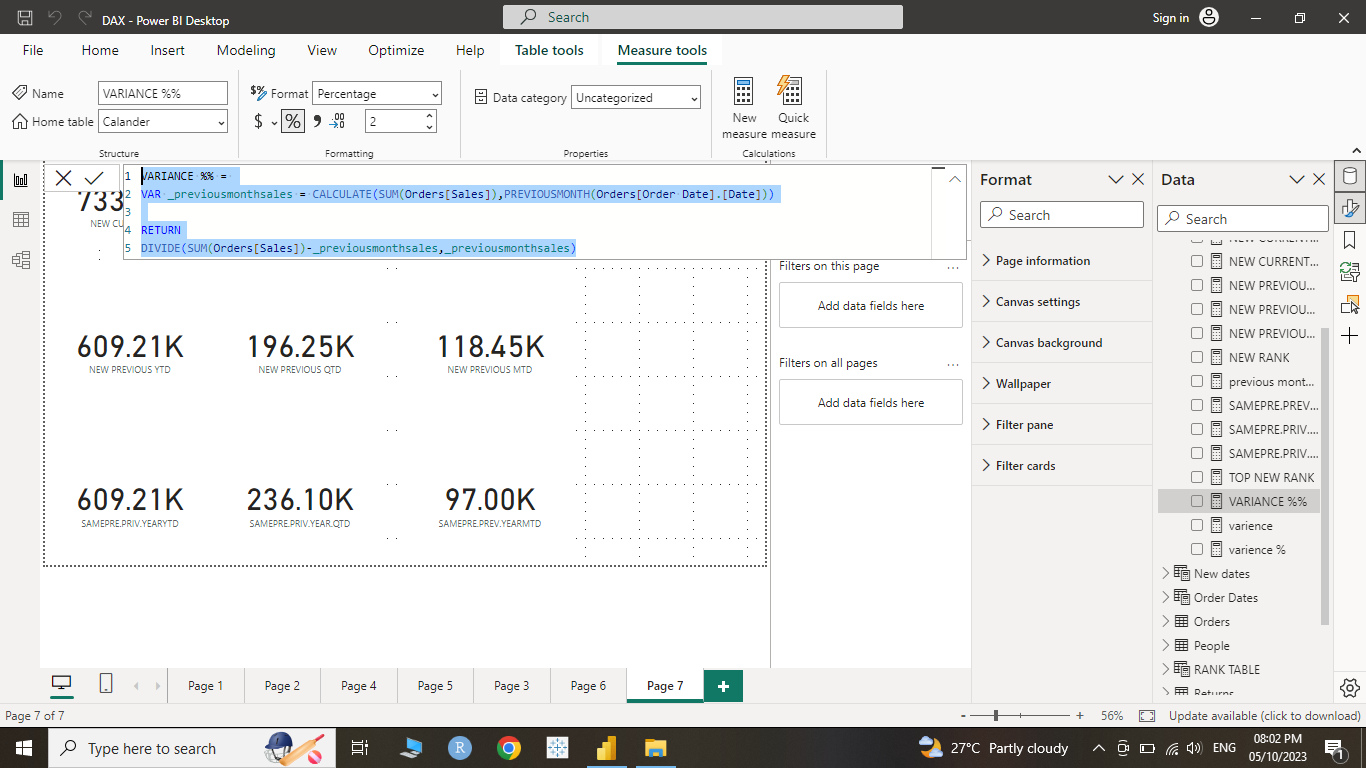 DAX - Power BI Desktop
Search
Sign in
File
Home
Insert
Modeling
View
Optimize
Help
Table tools
Measure tools
Name
VARIANCE %%
Home table
Calander
Structure
Format
Percentage
$
%
2
Formatting
Data category
Uncategorized
Properties
New measure
Quick measure
Calculations
1 VARIANCE %% =
2 VAR _previousmonthsales = CALCULATE(SUM(Orders[Sales]),PREVIOUSMONTH(Orders[Order Date].[Date]))
3
4 RETURN
5 DIVIDE(SUM(Orders[Sales])-_previousmonthsales,_previousmonthsales)
733
NEW CU
609.21K
NEW PREVIOUS YTD
196.25K
NEW PREVIOUS QTD
118.45K
NEW PREVIOUS MTD
609.21K
SAMEPRE.PRIV.YEARYTD
236.10K
SAMEPRE.PRIV.YEAR.QTD
97.00K
SAMEPRE.PREV.YEARMTD
Filters on this page
...
Add data fields here
Filters on all pages
...
Add data fields here
Format
Search
Page information
Canvas settings
Canvas background
Wallpaper
Filter pane
Filter cards
Data
Search
NEW CURRENT...
NEW CURRENT...
NEW PREVIOU...
NEW PREVIOU...
NEW PREVIOU...
NEW RANK
previous mont...
SAMEPRE.PREV...
SAMEPRE.PRIV....
SAMEPRE.PRIV....
TOP NEW RANK
VARIANCE %%
varience
varience %
New dates
Order Dates
Orders
People
RANK TABLE
Returns
Page 1
Page 2
Page 4
Page 5
Page 3
Page 6
Page 7
+
Page 7 of 7
- + 56%
Update available (click to download)
Type here to search
R
27°C Partly cloudy
ENG
08:02 PM
05/10/2023
1